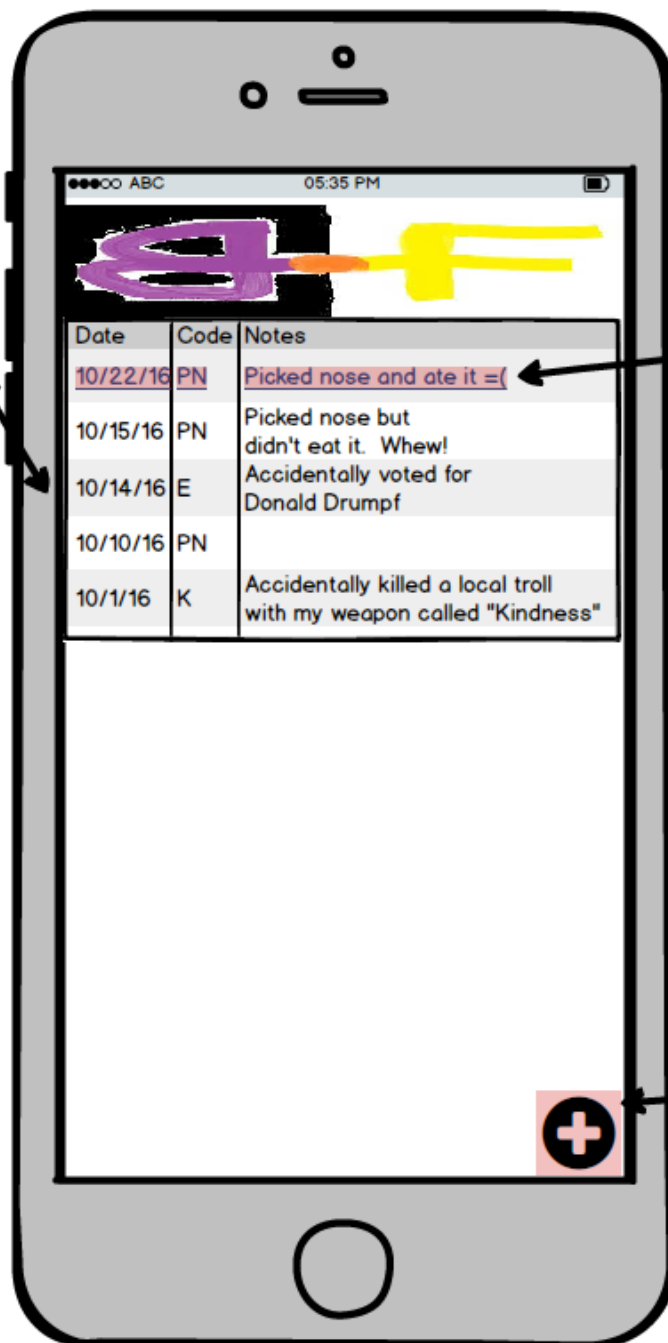 ABC 05:35 PM
Date Code Notes
10/22/16 PN Picked nose and ate it =(
10/15/16 PN Picked nose but
didn't eat it. Whew!
10/14/16 E Accidentally voted for
Donald Drumpf
10/10/16 PN
10/1/16 K Accidentally killed a local troll
with my weapon called "Kindness"